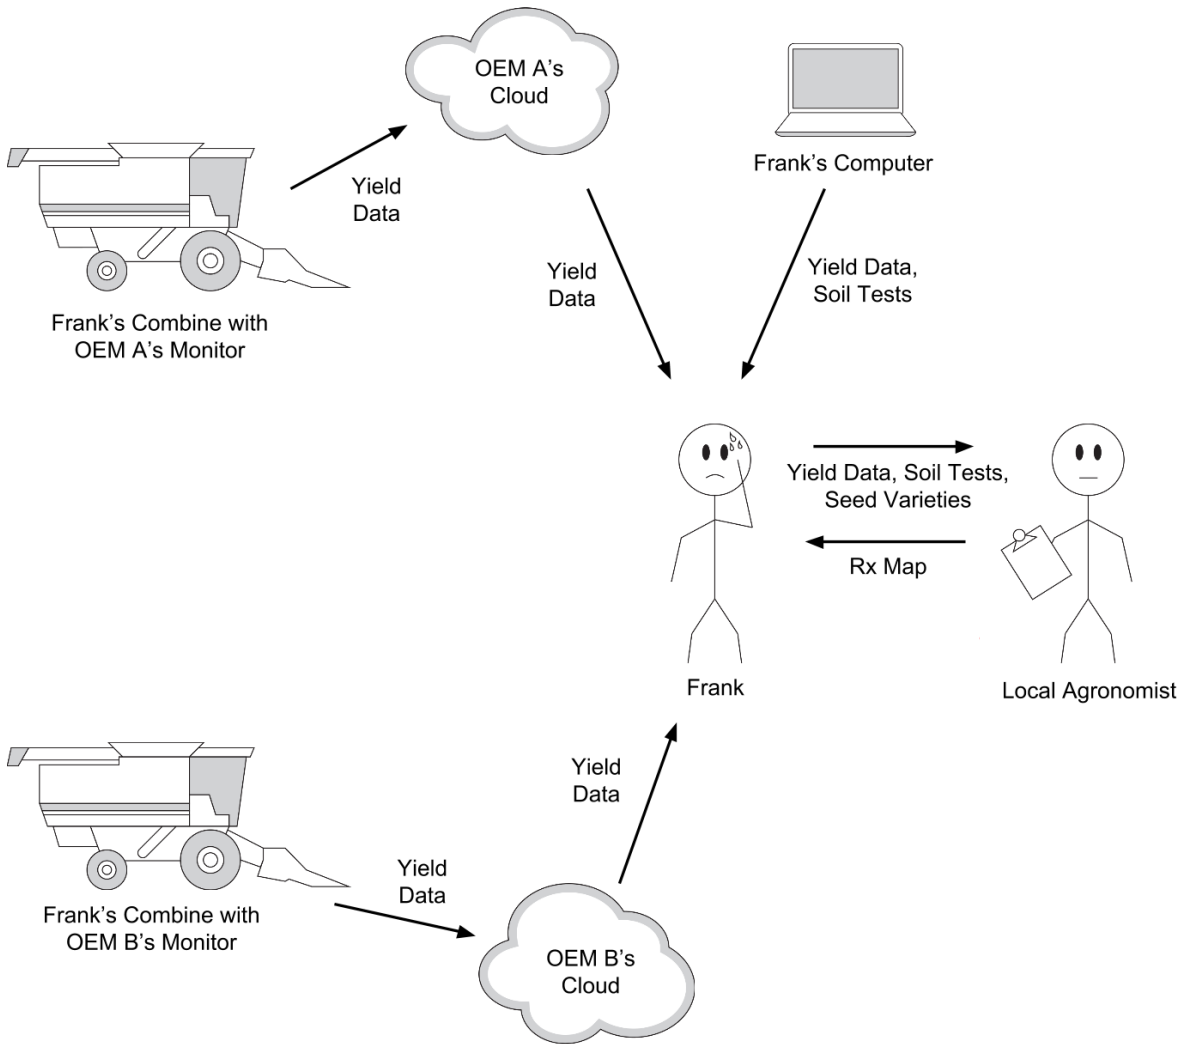 OEM A's
Cloud
Yield
Data
Frank's Computer
Yield
Data
Yield Data,
Soil Tests
Frank's Combine with
OEM A's Monitor
Yield Data, Soil Tests,
Seed Varieties
Rx Map
Frank
Local Agronomist
Yield
Data
Yield
Data
Frank's Combine with
OEM B's Monitor
OEM B's
Cloud